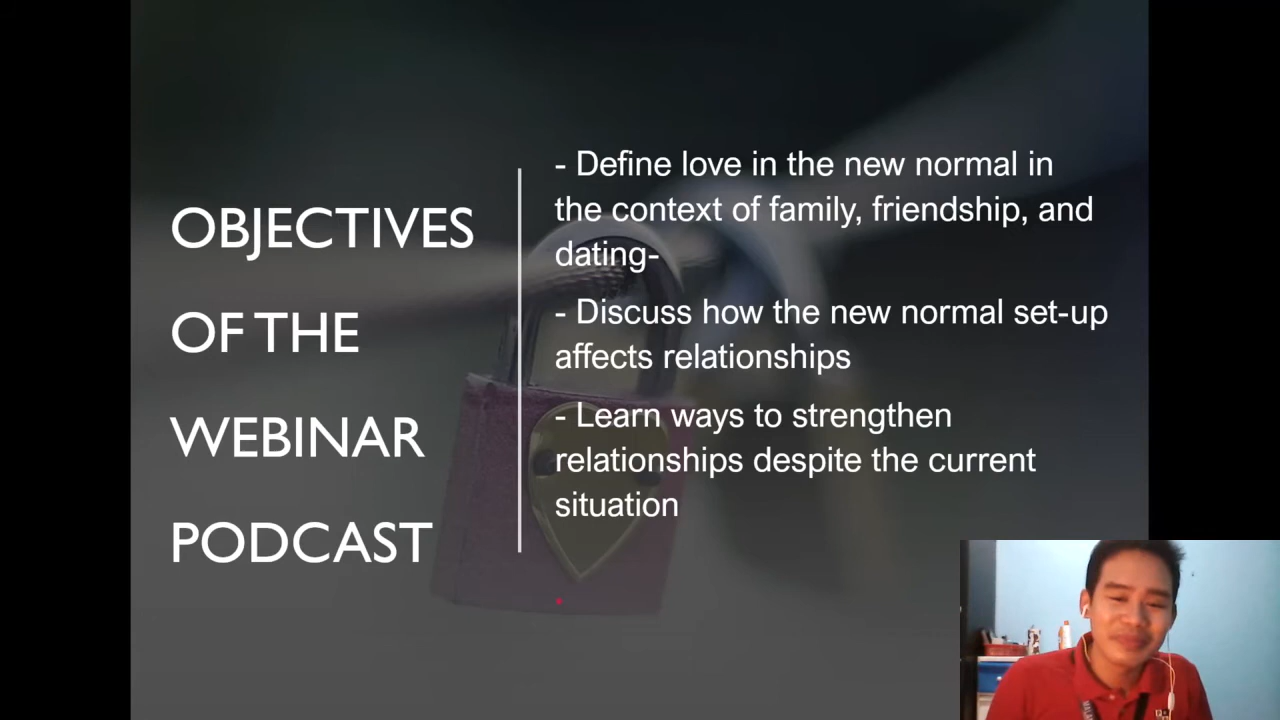 OBJECTIVES
OF THE
WEBINAR
PODCAST
- Define love in the new normal in
the context of family, friendship, and
dating-
- Discuss how the new normal set-up
affects relationships
- Learn ways to strengthen
relationships despite the current
situation